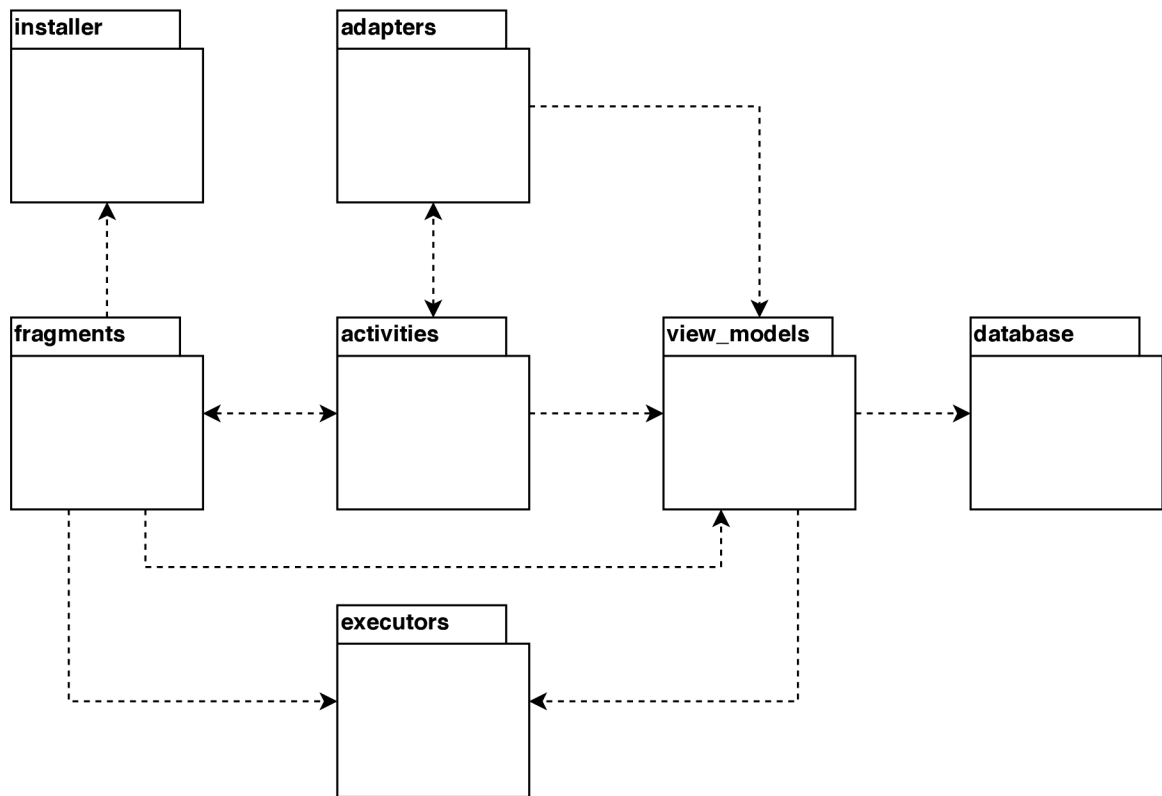 installer
adapters
fragments
activities
view_models
database
executors